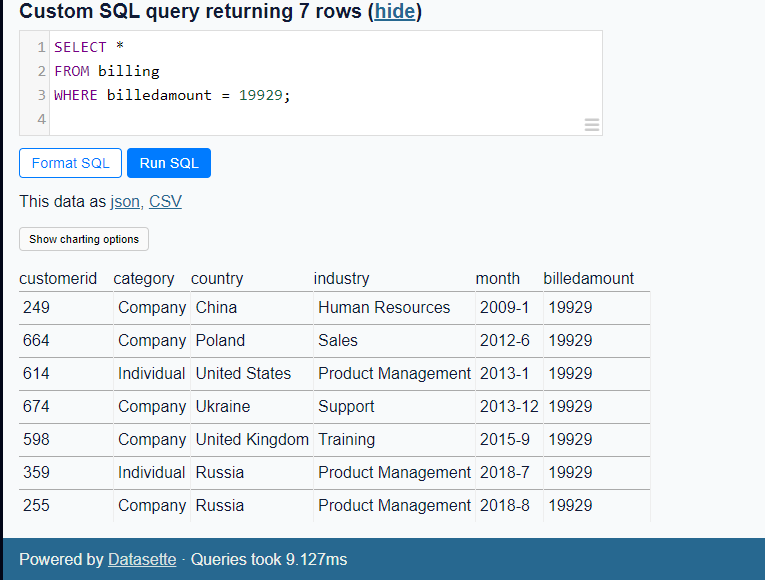 Custom SQL query returning 7 rows (hide)
1 SELECT *
2 FROM billing
3 WHERE billedamount = 19929;
4
Format SQL Run SQL
This data as json, CSV
Show charting options
customerid category country industry month billedamount
249 Company China Human Resources 2009-1 19929
664 Company Poland Sales 2012-6 19929
614 Individual United States Product Management 2013-1 19929
674 Company Ukraine Support 2013-12 19929
598 Company United Kingdom Training 2015-9 19929
359 Individual Russia Product Management 2018-7 19929
255 Company Russia Product Management 2018-8 19929
Powered by Datasette · Queries took 9.127ms